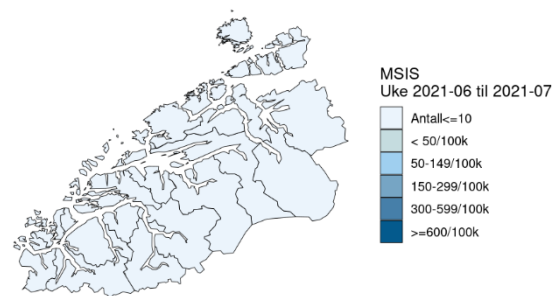 MSIS
Uke 2021-06 til 2021-07
Antall<=10
< 50/100k
50-149/100k
150-299/100k
300-599/100k
>=600/100k